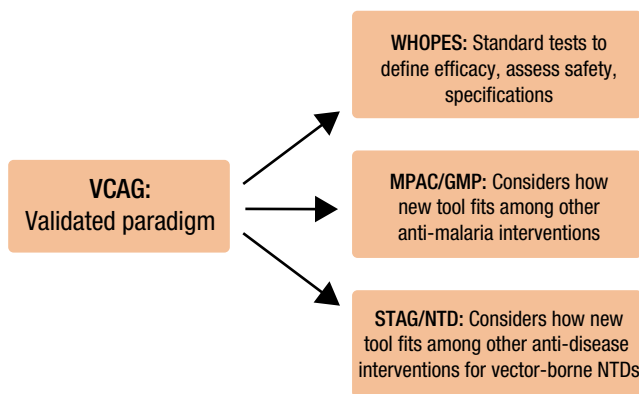 VCAG:
Validated paradigm
WHOPES: Standard tests to
define efficacy, assess safety,
specifications
MPAC/GMP: Considers how
new tool fits among other
anti-malaria interventions
STAG/NTD: Considers how new
tool fits among other anti-disease
interventions for vector-borne NTDs